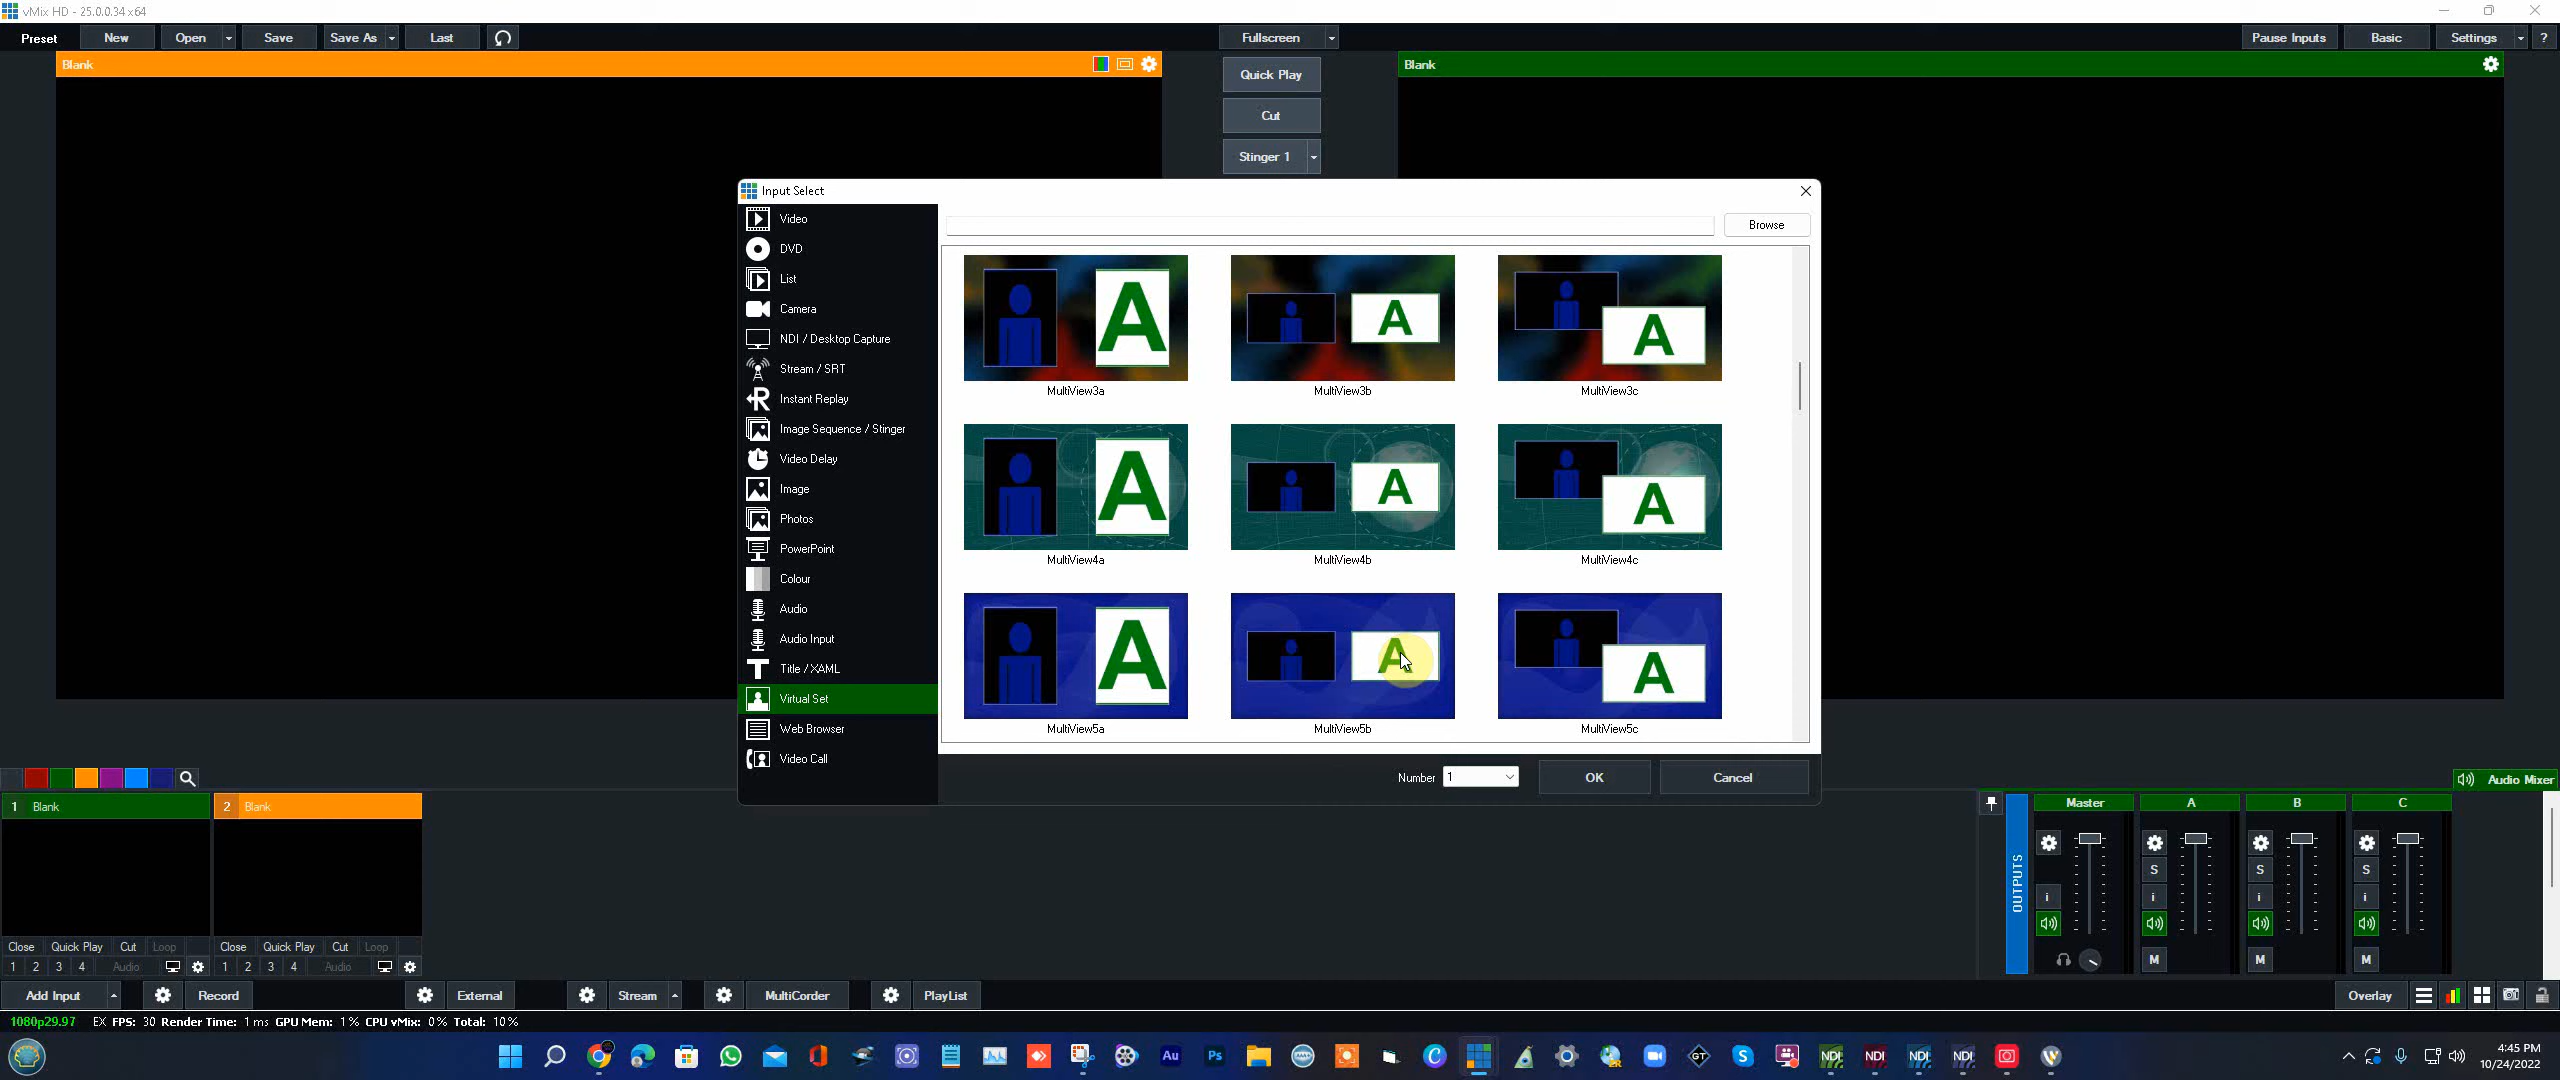 vMix HD - 25.0.0.34 x64
Preset New Open Save Save As Last Fullscreen Pause Inputs Basic Settings ?
Blank Quick Play Blank
Cut
Stinger 1
Input Select
Video Browse
DVD
List
Camera
NDI / Desktop Capture
Stream / SRT
Instant Replay
Image Sequence / Stinger
Video Delay
Image
Photos
PowerPoint
Colour
Audio
Audio Input
Title / XAML
Virtual Set
Web Browser
Video Call
A A A
MultiView3a MultiView3b MultiView3c
A A A
MultiView4a MultiView4b MultiView4c
A A A
MultiView5a MultiView5b MultiView5c
Number 1 OK Cancel
Audio Mixer
1 Blank 2 Blank Master A B C
OUTPUTS
S S S
i i i i
M M M
Close Quick Play Cut Loop Close Quick Play Cut Loop
1 2 3 4 Audio 1 2 3 4 Audio
Add Input Record External Stream MultiCorder PlayList Overlay
1080p29.97 EX FPS: 30 Render Time: 1 ms GPU Mem: 1% CPU vMix: 0% Total: 10%
Au Ps GT NDI NDI NDI NDI
4:45 PM
10/24/2022